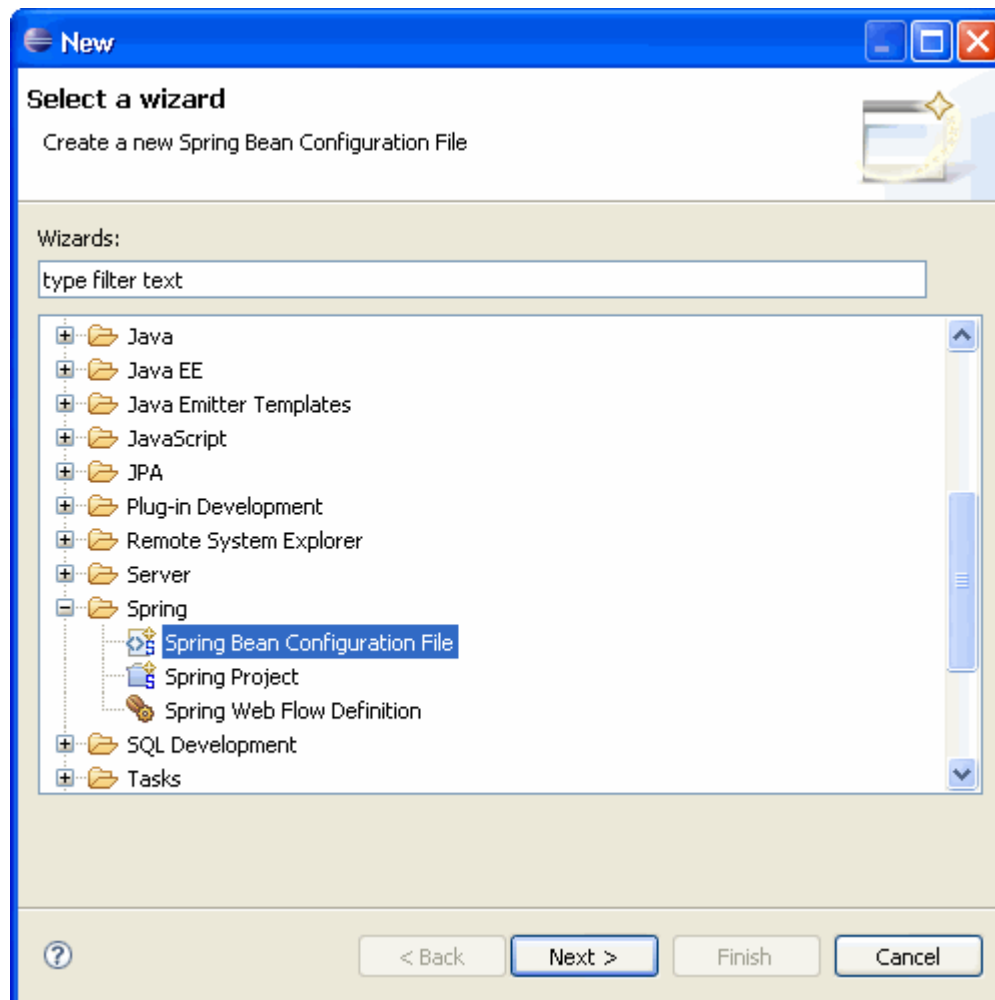 New
Select a wizard
Create a new Spring Bean Configuration File
Wizards:
type filter text
Java
Java EE
Java Emitter Templates
JavaScript
JPA
Plug-in Development
Remote System Explorer
Server
Spring
Spring Bean Configuration File
Spring Project
Spring Web Flow Definition
SQL Development
Tasks
? < Back Next > Finish Cancel